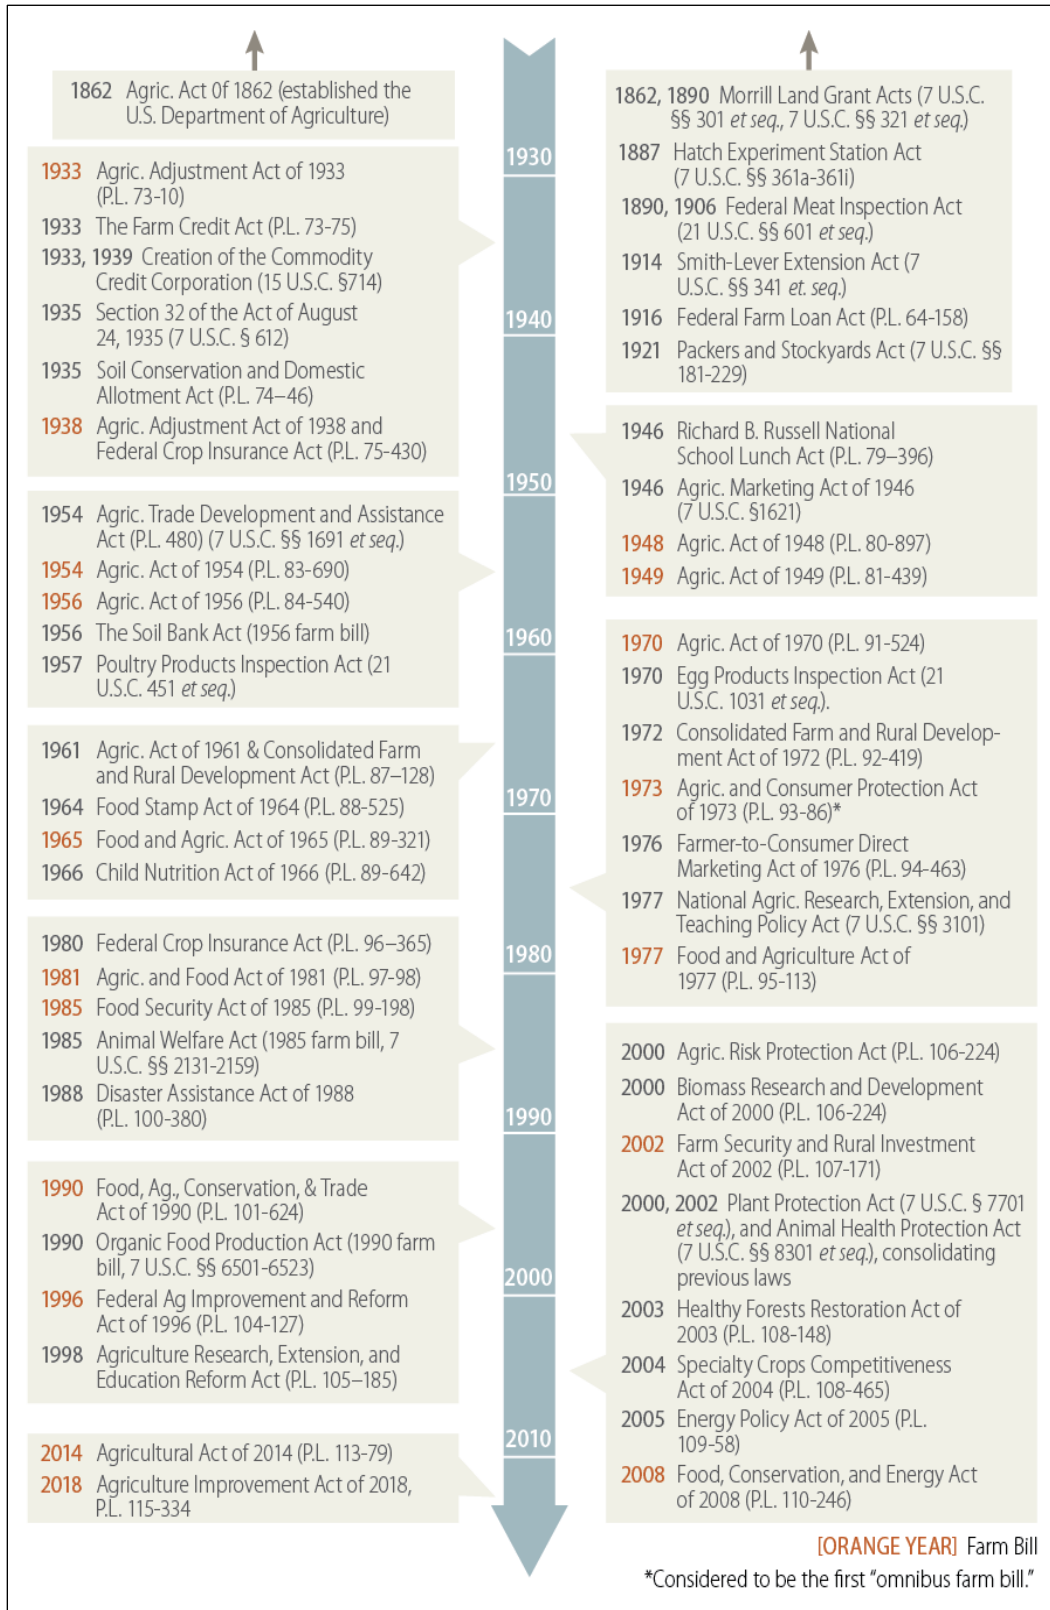 1862 Agric. Act 0f 1862 (established the
U.S. Department of Agriculture)
1933 Agric. Adjustment Act of 1933
(P.L. 73-10)
1933 The Farm Credit Act (P.L. 73-75)
1933, 1939 Creation of the Commodity
Credit Corporation (15 U.S.C. §714)
1935 Section 32 of the Act of August
24, 1935 (7 U.S.C. § 612)
1935 Soil Conservation and Domestic
Allotment Act (P.L. 74–46)
1938 Agric. Adjustment Act of 1938 and
Federal Crop Insurance Act (P.L. 75-430)
1954 Agric. Trade Development and Assistance
Act (P.L. 480) (7 U.S.C. §§ 1691 et seq.)
1954 Agric. Act of 1954 (P.L. 83-690)
1956 Agric. Act of 1956 (P.L. 84-540)
1956 The Soil Bank Act (1956 farm bill)
1957 Poultry Products Inspection Act (21
U.S.C. 451 et seq.)
1961 Agric. Act of 1961 & Consolidated Farm
and Rural Development Act (P.L. 87–128)
1964 Food Stamp Act of 1964 (P.L. 88-525)
1965 Food and Agric. Act of 1965 (P.L. 89-321)
1966 Child Nutrition Act of 1966 (P.L. 89-642)
1980 Federal Crop Insurance Act (P.L. 96–365)
1981 Agric. and Food Act of 1981 (P.L. 97-98)
1985 Food Security Act of 1985 (P.L. 99-198)
1985 Animal Welfare Act (1985 farm bill, 7
U.S.C. §§ 2131-2159)
1988 Disaster Assistance Act of 1988
(P.L. 100-380)
1990 Food, Ag., Conservation, & Trade
Act of 1990 (P.L. 101-624)
1990 Organic Food Production Act (1990 farm
bill, 7 U.S.C. §§ 6501-6523)
1996 Federal Ag Improvement and Reform
Act of 1996 (P.L. 104-127)
1998 Agriculture Research, Extension, and
Education Reform Act (P.L. 105–185)
2014 Agricultural Act of 2014 (P.L. 113-79)
2018 Agriculture Improvement Act of 2018,
P.L. 115-334
1930
1940
1950
1960
1970
1980
1990
2000
2010
1862, 1890 Morrill Land Grant Acts (7 U.S.C.
§§ 301 et seq., 7 U.S.C. §§ 321 et seq.)
1887 Hatch Experiment Station Act
(7 U.S.C. §§ 361a-361i)
1890, 1906 Federal Meat Inspection Act
(21 U.S.C. §§ 601 et seq.)
1914 Smith-Lever Extension Act (7
U.S.C. §§ 341 et. seq.)
1916 Federal Farm Loan Act (P.L. 64-158)
1921 Packers and Stockyards Act (7 U.S.C. §§
181-229)
1946 Richard B. Russell National
School Lunch Act (P.L. 79–396)
1946 Agric. Marketing Act of 1946
(7 U.S.C. §1621)
1948 Agric. Act of 1948 (P.L. 80-897)
1949 Agric. Act of 1949 (P.L. 81-439)
1970 Agric. Act of 1970 (P.L. 91-524)
1970 Egg Products Inspection Act (21
U.S.C. 1031 et seq.).
1972 Consolidated Farm and Rural Develop-
ment Act of 1972 (P.L. 92-419)
1973 Agric. and Consumer Protection Act
of 1973 (P.L. 93-86)*
1976 Farmer-to-Consumer Direct
Marketing Act of 1976 (P.L. 94-463)
1977 National Agric. Research, Extension, and
Teaching Policy Act (7 U.S.C. §§ 3101)
1977 Food and Agriculture Act of
1977 (P.L. 95-113)
2000 Agric. Risk Protection Act (P.L. 106-224)
2000 Biomass Research and Development
Act of 2000 (P.L. 106-224)
2002 Farm Security and Rural Investment
Act of 2002 (P.L. 107-171)
2000, 2002 Plant Protection Act (7 U.S.C. § 7701
et seq.), and Animal Health Protection Act
(7 U.S.C. §§ 8301 et seq.), consolidating
previous laws
2003 Healthy Forests Restoration Act of
2003 (P.L. 108-148)
2004 Specialty Crops Competitiveness
Act of 2004 (P.L. 108-465)
2005 Energy Policy Act of 2005 (P.L.
109-58)
2008 Food, Conservation, and Energy Act
of 2008 (P.L. 110-246)
[ORANGE YEAR] Farm Bill
*Considered to be the first “omnibus farm bill.”